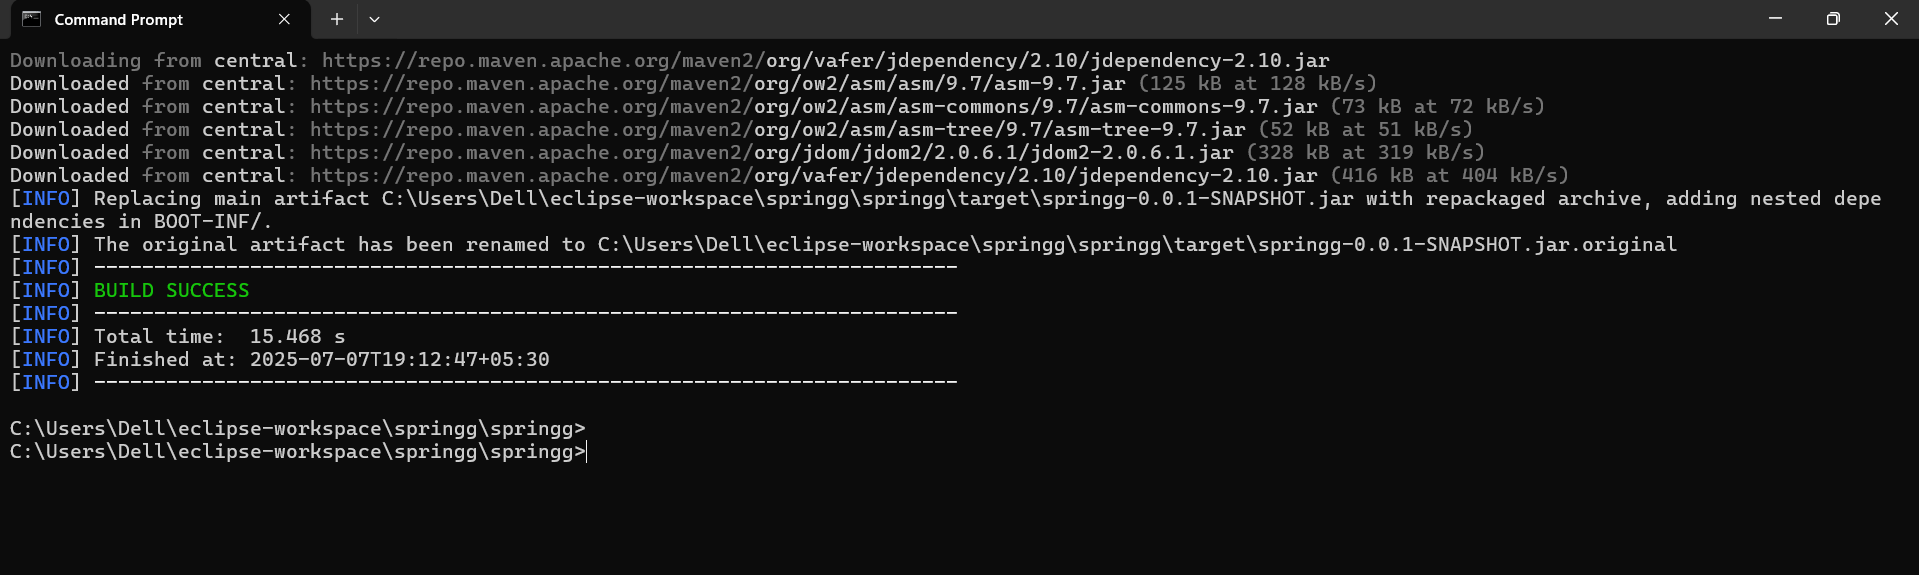 Command Prompt
Downloading from central: https://repo.maven.apache.org/maven2/org/vafer/jdependency/2.10/jdependency-2.10.jar
Downloaded from central: https://repo.maven.apache.org/maven2/org/ow2/asm/asm/9.7/asm-9.7.jar (125 kB at 128 kB/s)
Downloaded from central: https://repo.maven.apache.org/maven2/org/ow2/asm/asm-commons/9.7/asm-commons-9.7.jar (73 kB at 72 kB/s)
Downloaded from central: https://repo.maven.apache.org/maven2/org/ow2/asm/asm-tree/9.7/asm-tree-9.7.jar (52 kB at 51 kB/s)
Downloaded from central: https://repo.maven.apache.org/maven2/org/jdom/jdom2/2.0.6.1/jdom2-2.0.6.1.jar (328 kB at 319 kB/s)
Downloaded from central: https://repo.maven.apache.org/maven2/org/vafer/jdependency/2.10/jdependency-2.10.jar (416 kB at 404 kB/s)
[INFO] Replacing main artifact C:\Users\Dell\eclipse-workspace\springg\springg\target\springg-0.0.1-SNAPSHOT.jar with repackaged archive, adding nested depe
ndencies in BOOT-INF/.
[INFO] The original artifact has been renamed to C:\Users\Dell\eclipse-workspace\springg\springg\target\springg-0.0.1-SNAPSHOT.jar.original
[INFO] ------------------------------------------------------------------------
[INFO] BUILD SUCCESS
[INFO] ------------------------------------------------------------------------
[INFO] Total time:  15.468 s
[INFO] Finished at: 2025-07-07T19:12:47+05:30
[INFO] ------------------------------------------------------------------------
C:\Users\Dell\eclipse-workspace\springg\springg>
C:\Users\Dell\eclipse-workspace\springg\springg>